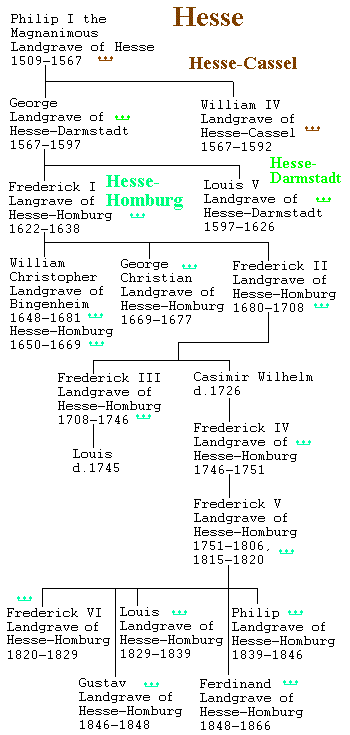 Hesse
Philip I the
Magnanimous
Landgrave of Hesse
1509-1567
Hesse-Cassel
George
Landgrave of
Hesse-Darmstadt
1567-1597
William IV
Landgrave of
Hesse-Cassel
1567-1592
Hesse-
Darmstadt
Hesse-
Homburg
Frederick I
Langrave of
Hesse-Homburg
1622-1638
Louis V
Landgrave of
Hesse-Darmstadt
1597-1626
William
Christopher
Landgrave of
Bingenheim
1648-1681
Hesse-Homburg
1650-1669
George
Christian
Landgrave of
Hesse-Homburg
1669-1677
Frederick II
Landgrave of
Hesse-Homburg
1680-1708
Frederick III
Landgrave of
Hesse-Homburg
1708-1746
Casimir Wilhelm
d.1726
Louis
d.1745
Frederick IV
Landgrave of
Hesse-Homburg
1746-1751
Frederick V
Landgrave of
Hesse-Homburg
1751-1806,
1815-1820
Frederick VI
Landgrave of
Hesse-Homburg
1820-1829
Louis
Landgrave of
Hesse-Homburg
1829-1839
Philip
Landgrave of
Hesse-Homburg
1839-1846
Gustav
Landgrave of
Hesse-Homburg
1846-1848
Ferdinand
Landgrave of
Hesse-Homburg
1848-1866